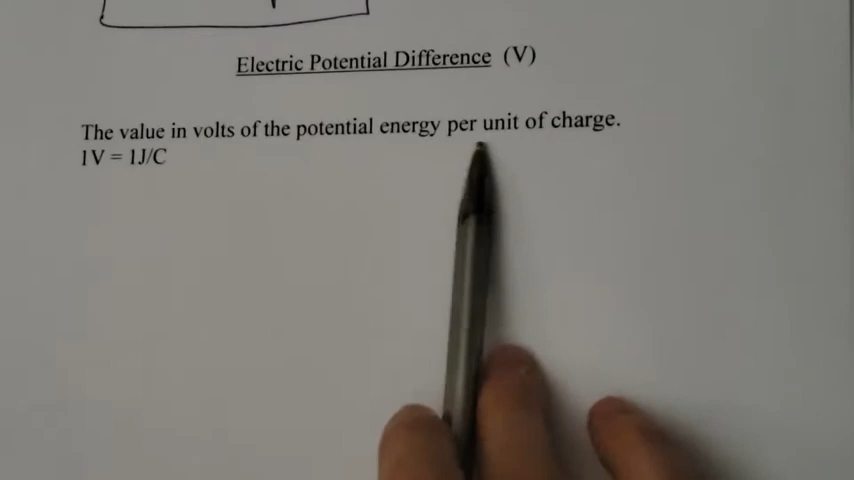 Electric Potential Difference (V)
The value in volts of the potential energy per unit of charge.
1V = 1J/C